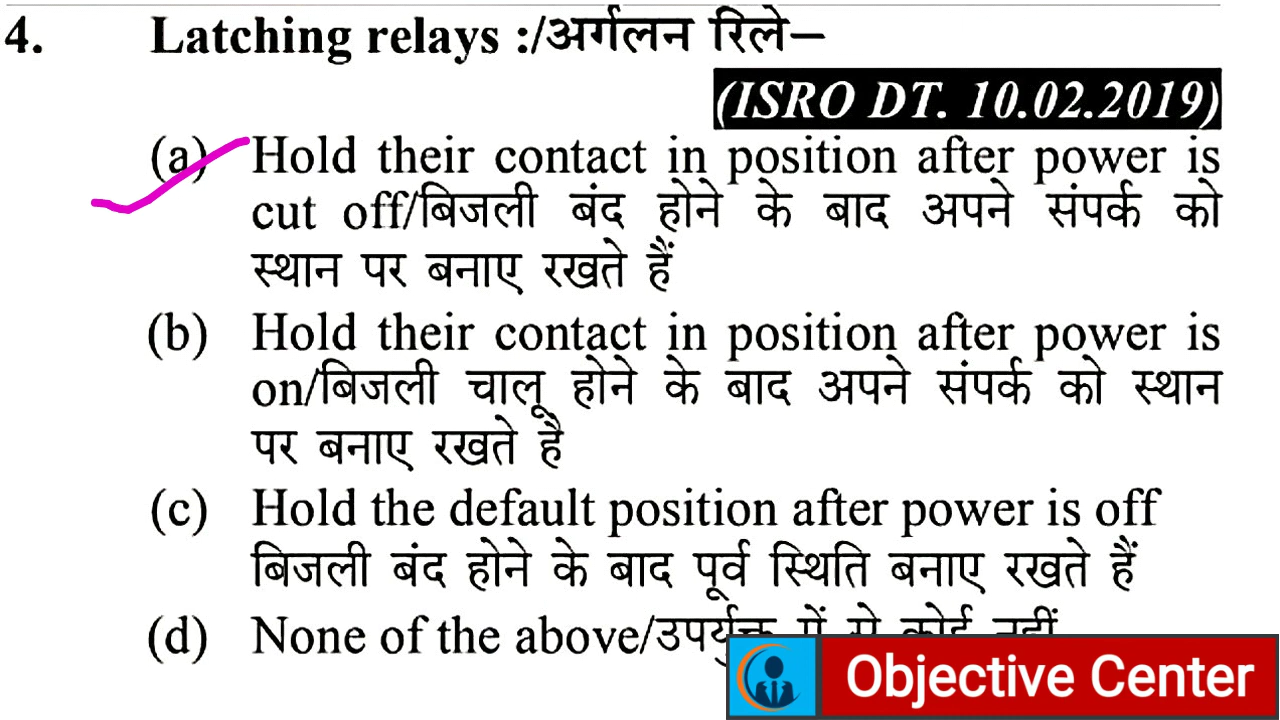 4. Latching relays :/अर्गलन रिले–
(ISRO DT. 10.02.2019)
(a) Hold their contact in position after power is
cut off/बिजली बंद होने के बाद अपने संपर्क को
स्थान पर बनाए रखते हैं
(b) Hold their contact in position after power is
on/बिजली चालू होने के बाद अपने संपर्क को स्थान
पर बनाए रखते है
(c) Hold the default position after power is off
बिजली बंद होने के बाद पूर्व स्थिति बनाए रखते हैं
(d) None of the above/उपर्युक्त में से कोई नहीं
Objective Center